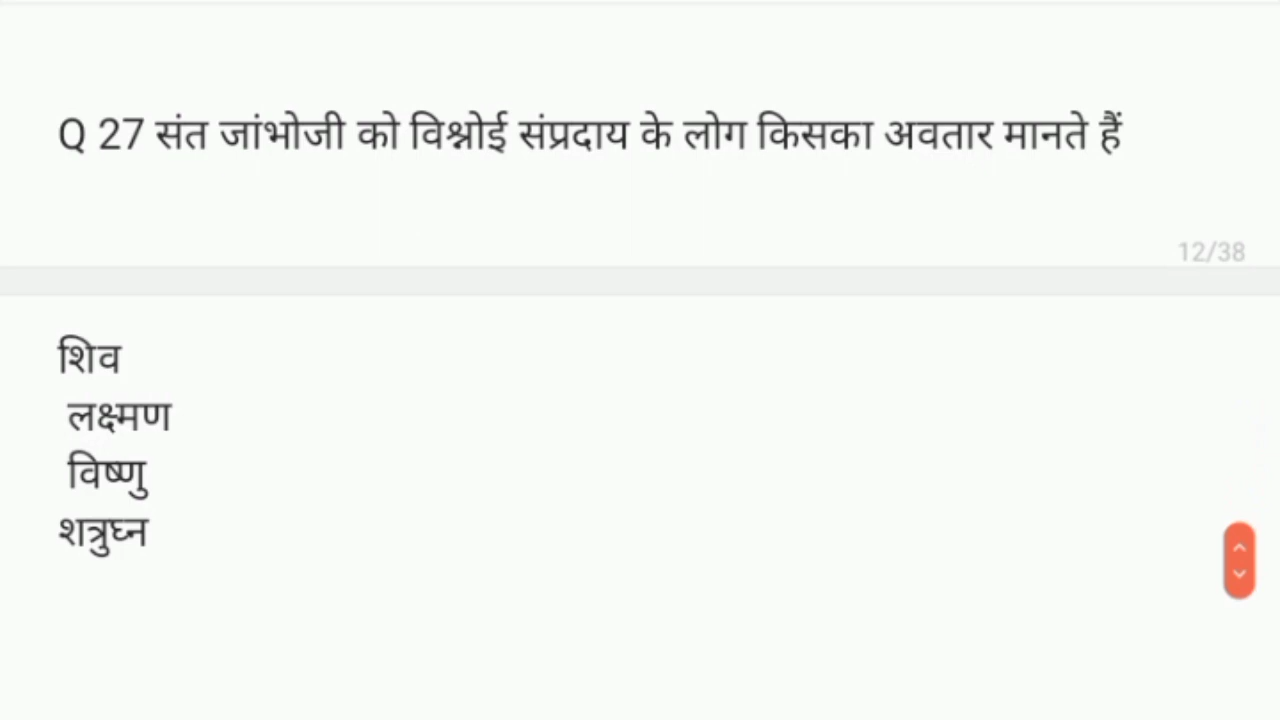 Q 27 संत जांभोजी को विश्नोई संप्रदाय के लोग किसका अवतार मानते हैं
12/38
शिव
लक्ष्मण
विष्णु
शत्रुघ्न